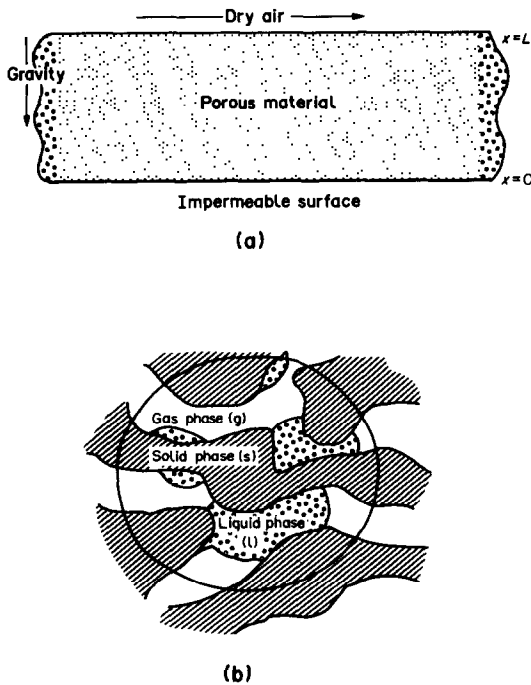 Dry air
x=L
Gravity
Porous material
x=0
Impermeable surface
(a)
Gas phase (g)
Solid phase (s)
Liquid phase
(l)
(b)